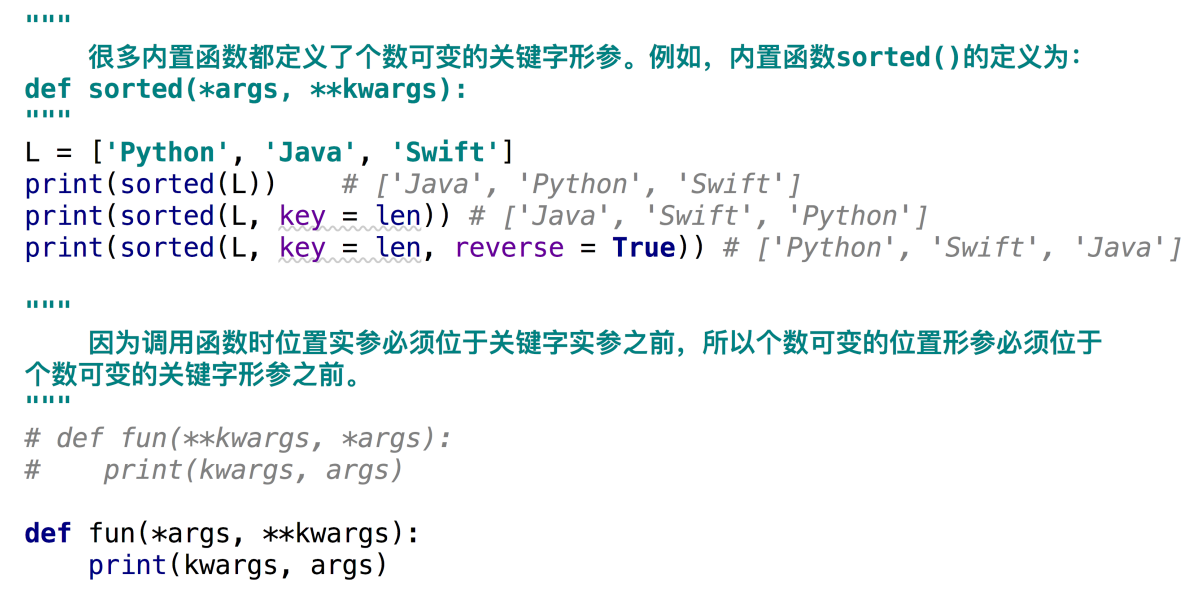 """
    很多内置函数都定义了个数可变的关键字形参。例如，内置函数sorted()的定义为：
def sorted(*args, **kwargs):
"""
L = ['Python', 'Java', 'Swift']
print(sorted(L))    # ['Java', 'Python', 'Swift']
print(sorted(L, key = len)) # ['Java', 'Swift', 'Python']
print(sorted(L, key = len, reverse = True)) # ['Python', 'Swift', 'Java']

"""
    因为调用函数时位置实参必须位于关键字实参之前，所以个数可变的位置形参必须位于
个数可变的关键字形参之前。
"""
# def fun(**kwargs, *args):
#    print(kwargs, args)

def fun(*args, **kwargs):
    print(kwargs, args)